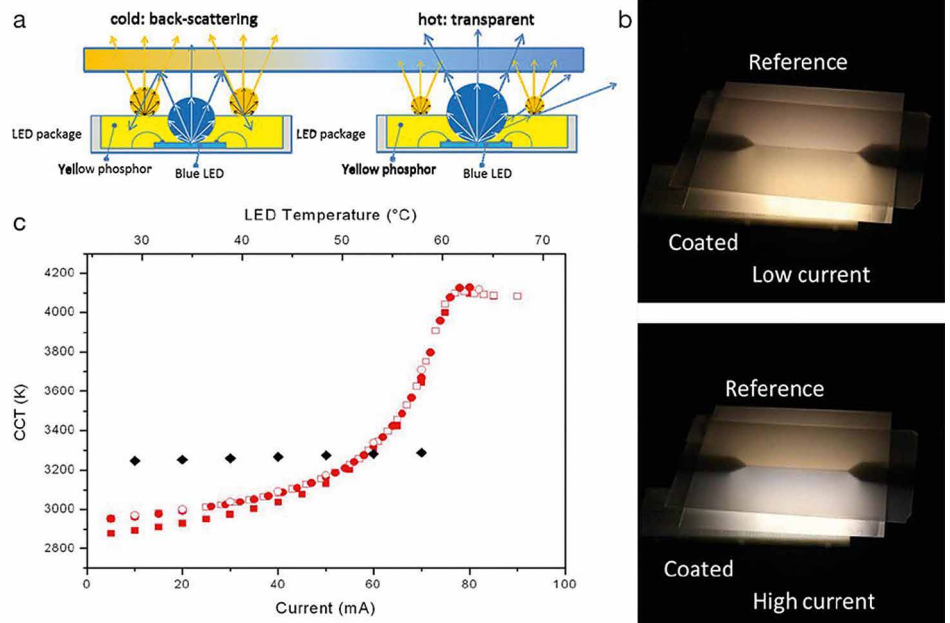 a
cold: back-scattering
hot: transparent
LED package
Yellow phosphor
Blue LED
LED package
Yellow phosphor
Blue LED
b
Reference
Coated
Low current
Reference
Coated
High current
c
LED Temperature (°C)
30 40 50 60 70
4200
4000
3800
3600
3400
3200
3000
2800
CCT (K)
0 20 40 60 80 100
Current (mA)